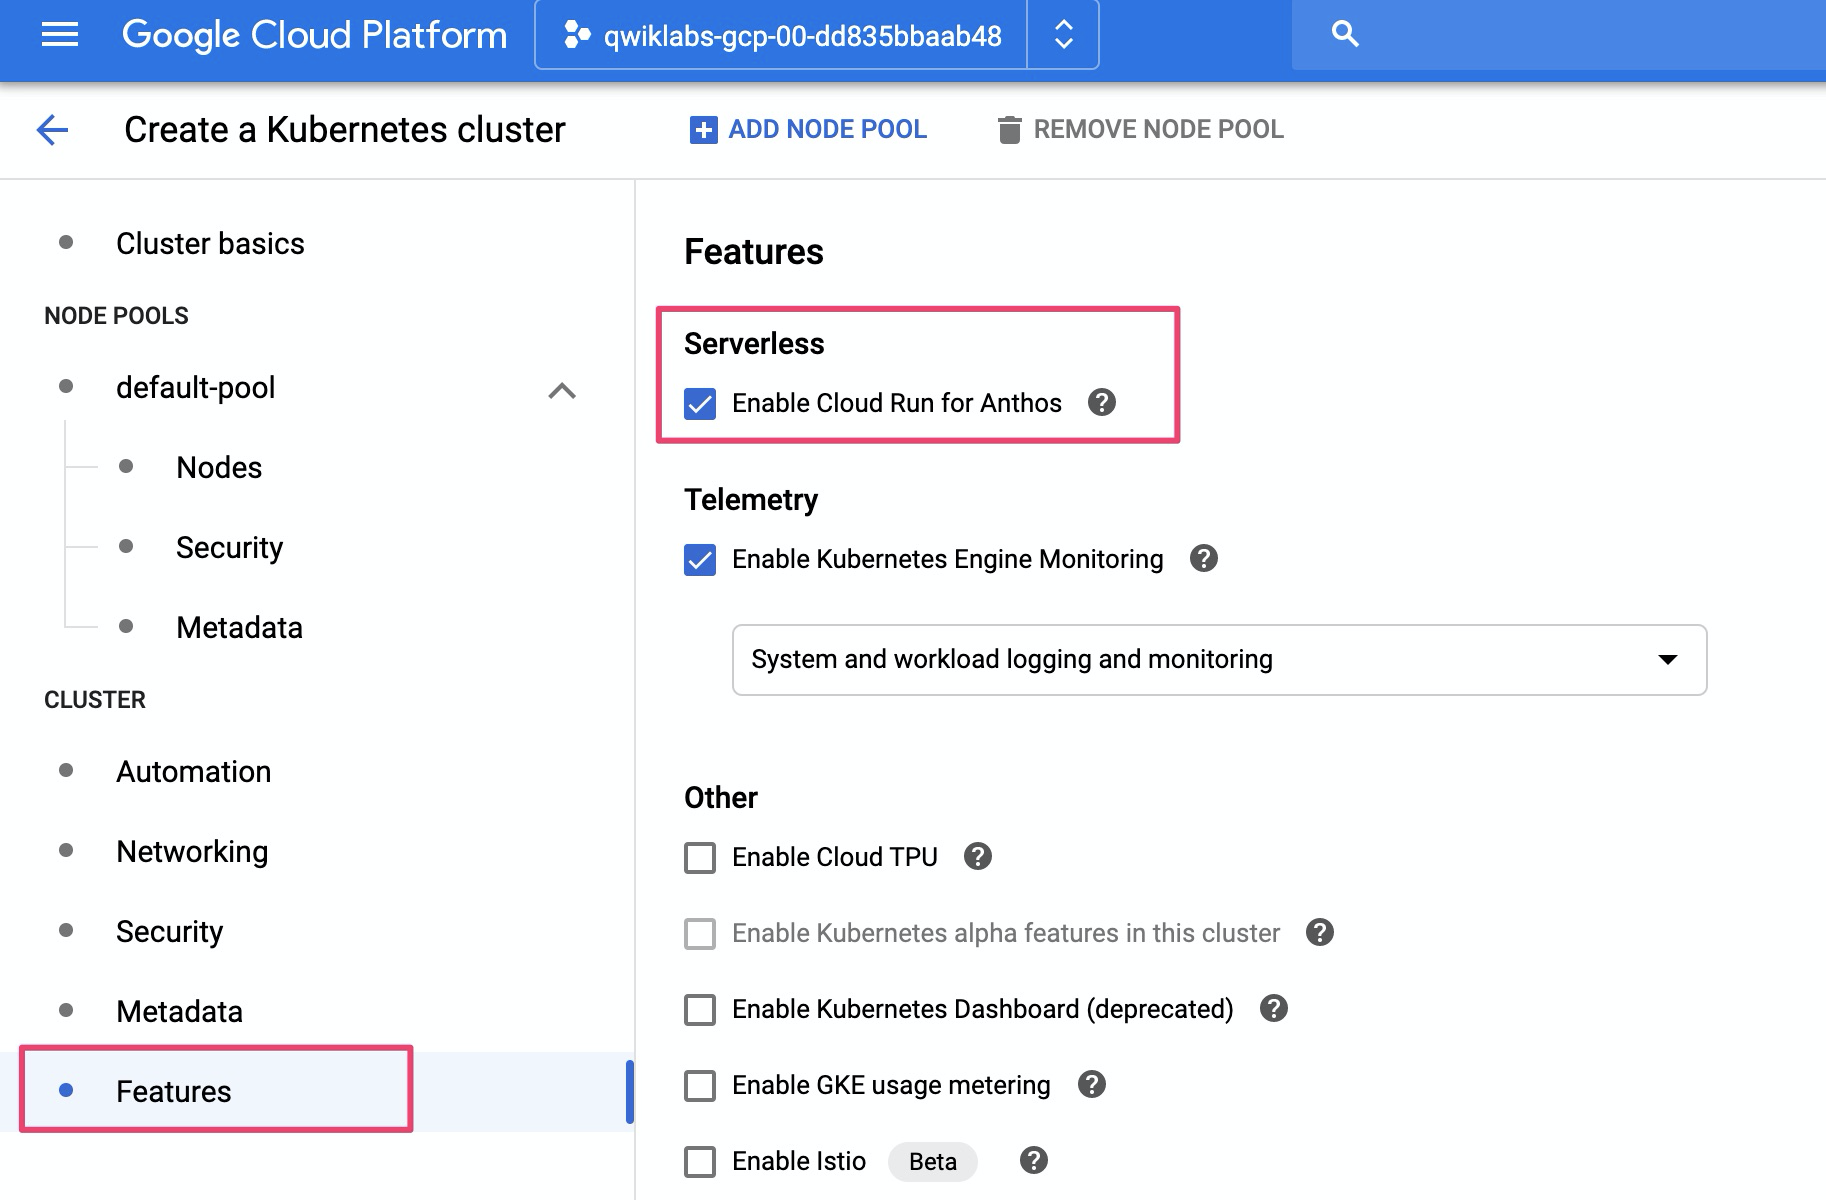 Google Cloud Platform
qwiklabs-gcp-00-dd835bbaab48
Create a Kubernetes cluster
ADD NODE POOL
REMOVE NODE POOL
Cluster basics
NODE POOLS
default-pool
Nodes
Security
Metadata
CLUSTER
Automation
Networking
Security
Metadata
Features
Features
Serverless
Enable Cloud Run for Anthos
Telemetry
Enable Kubernetes Engine Monitoring
System and workload logging and monitoring
Other
Enable Cloud TPU
Enable Kubernetes alpha features in this cluster
Enable Kubernetes Dashboard (deprecated)
Enable GKE usage metering
Enable Istio Beta